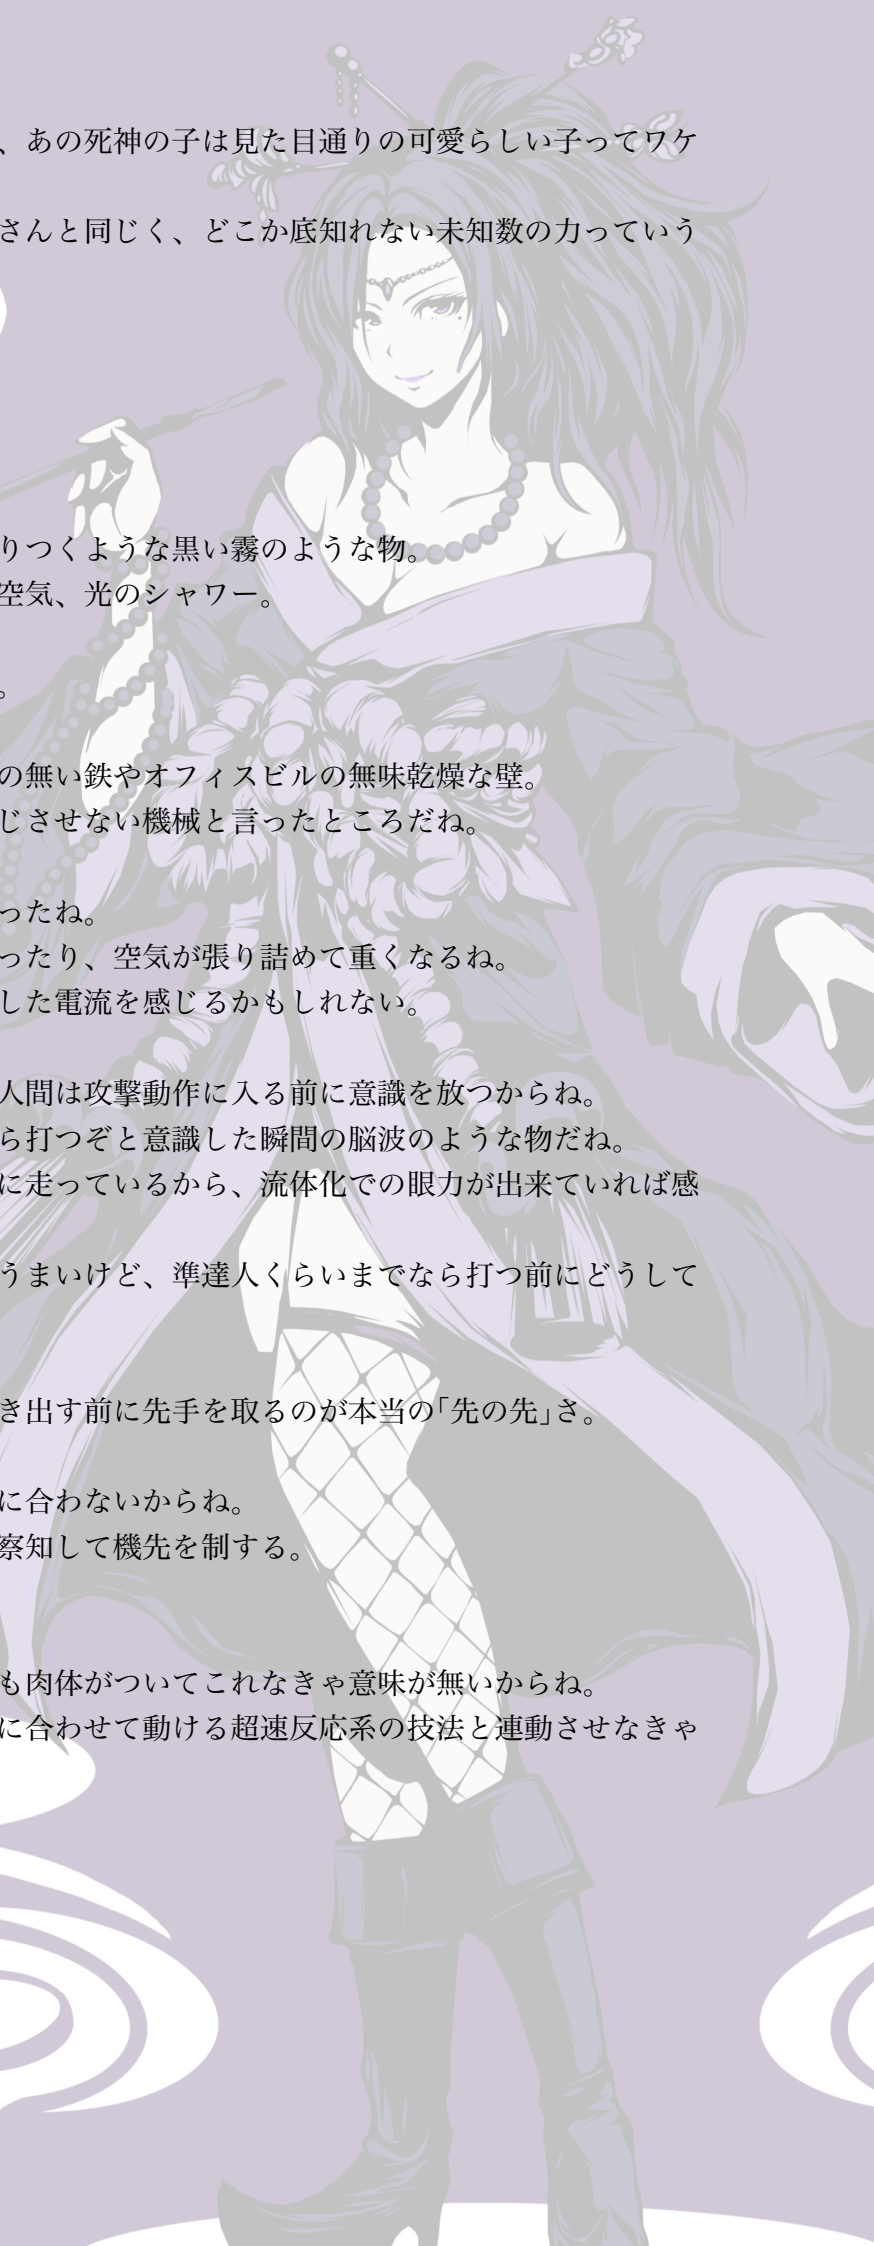 、あの死神の子は見た目通りの可愛らしい子ってワケ
さんと同じく、どこか底知れない未知数の力っていう
りつくような黒い霧のような物。
空気、光のシャワー。
。
の無い鉄やオフィスビルの無味乾燥な壁。
じさせない機械と言ったところだね。
ったね。
ったり、空気が張り詰めて重くなるね。
した電流を感じるかもしれない。
人間は攻撃動作に入る前に意識を放つからね。
ら打つぞと意識した瞬間の脳波のような物だね。
に走っているから、流体化での眼力が出来ていれば感
うまいけど、準達人くらいまでなら打つ前にどうして
き出す前に先手を取るのが本当の「先の先」さ。
に合わないからね。
察知して機先を制する。
も肉体がついてこれなきゃ意味が無いからね。
に合わせて動ける超速反応系の技法と連動させなきゃ